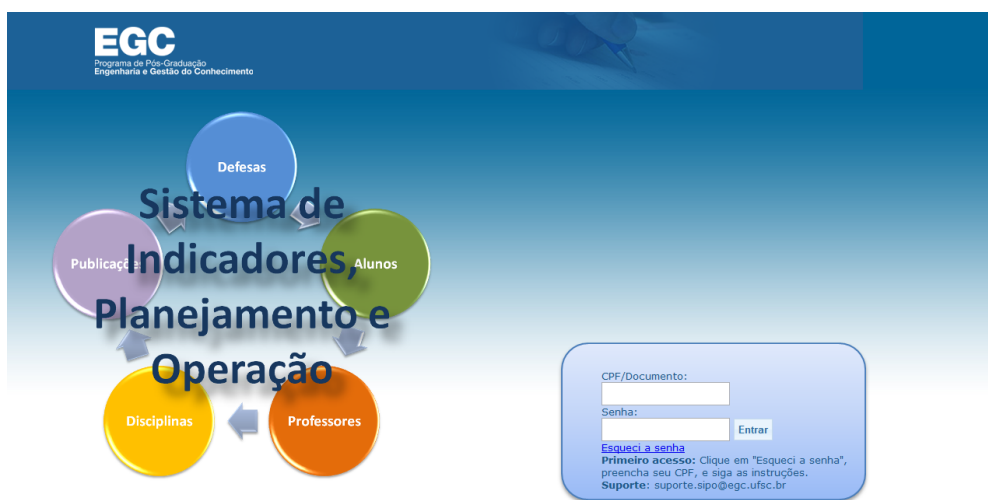 EGC
Programa de Pós-Graduação
Engenharia e Gestão do Conhecimento
Defesas
Sistema de
Indicadores,
Planejamento e
Operação
Publicações
Alunos
Disciplinas
Professores
CPF/Documento:
Senha:
Entrar
Esqueci a senha
Primeiro acesso: Clique em "Esqueci a senha",
preencha seu CPF, e siga as instruções.
Suporte: suporte.sipo@egc.ufsc.br